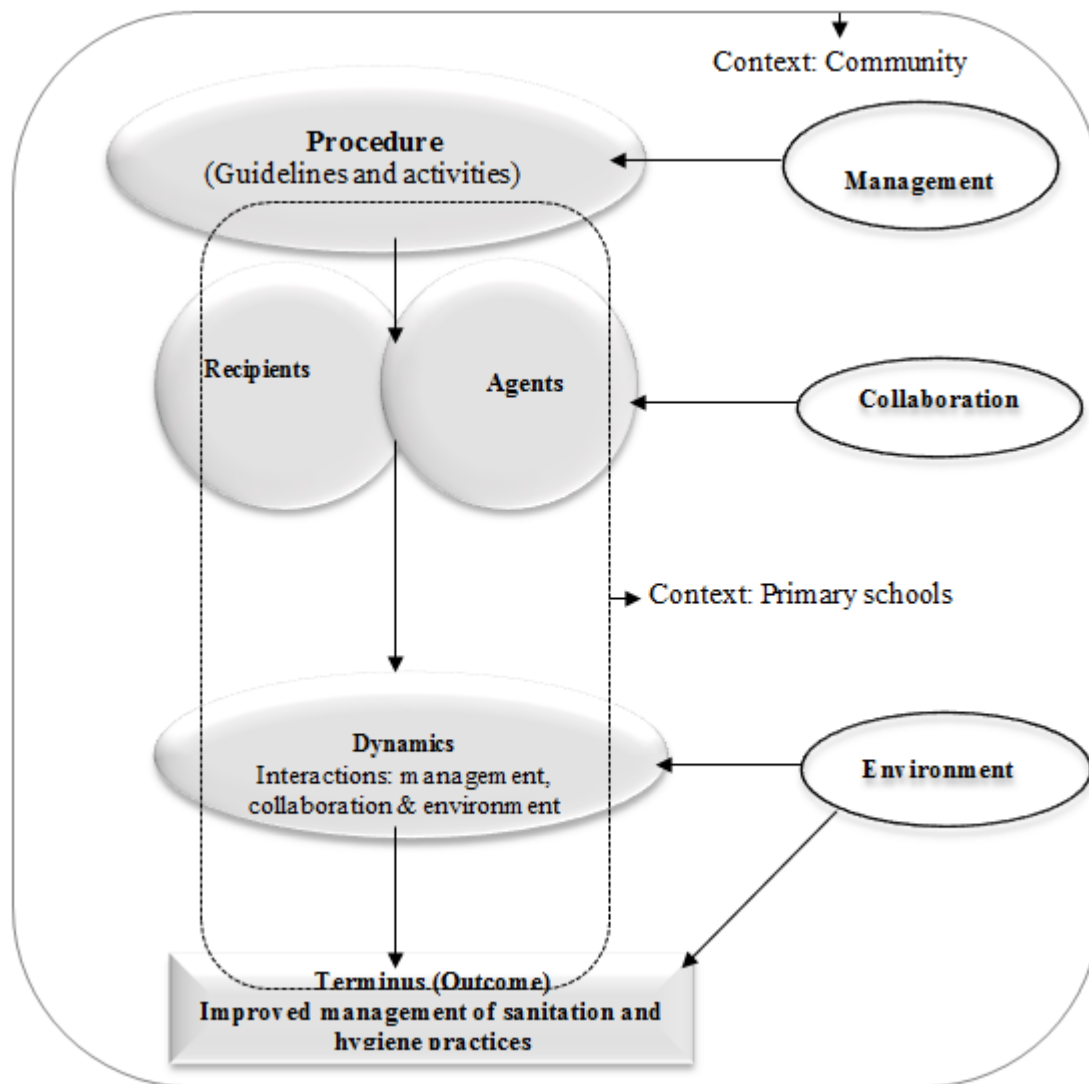 Context: Community
Procedure
(Guidelines and activities)
Management
Recipients
Agents
Collaboration
Context: Primary schools
Dynamics
Interactions: management,
collaboration & environment
Environment
Terminus (Outcome)
Improved management of sanitation and
hygiene practices